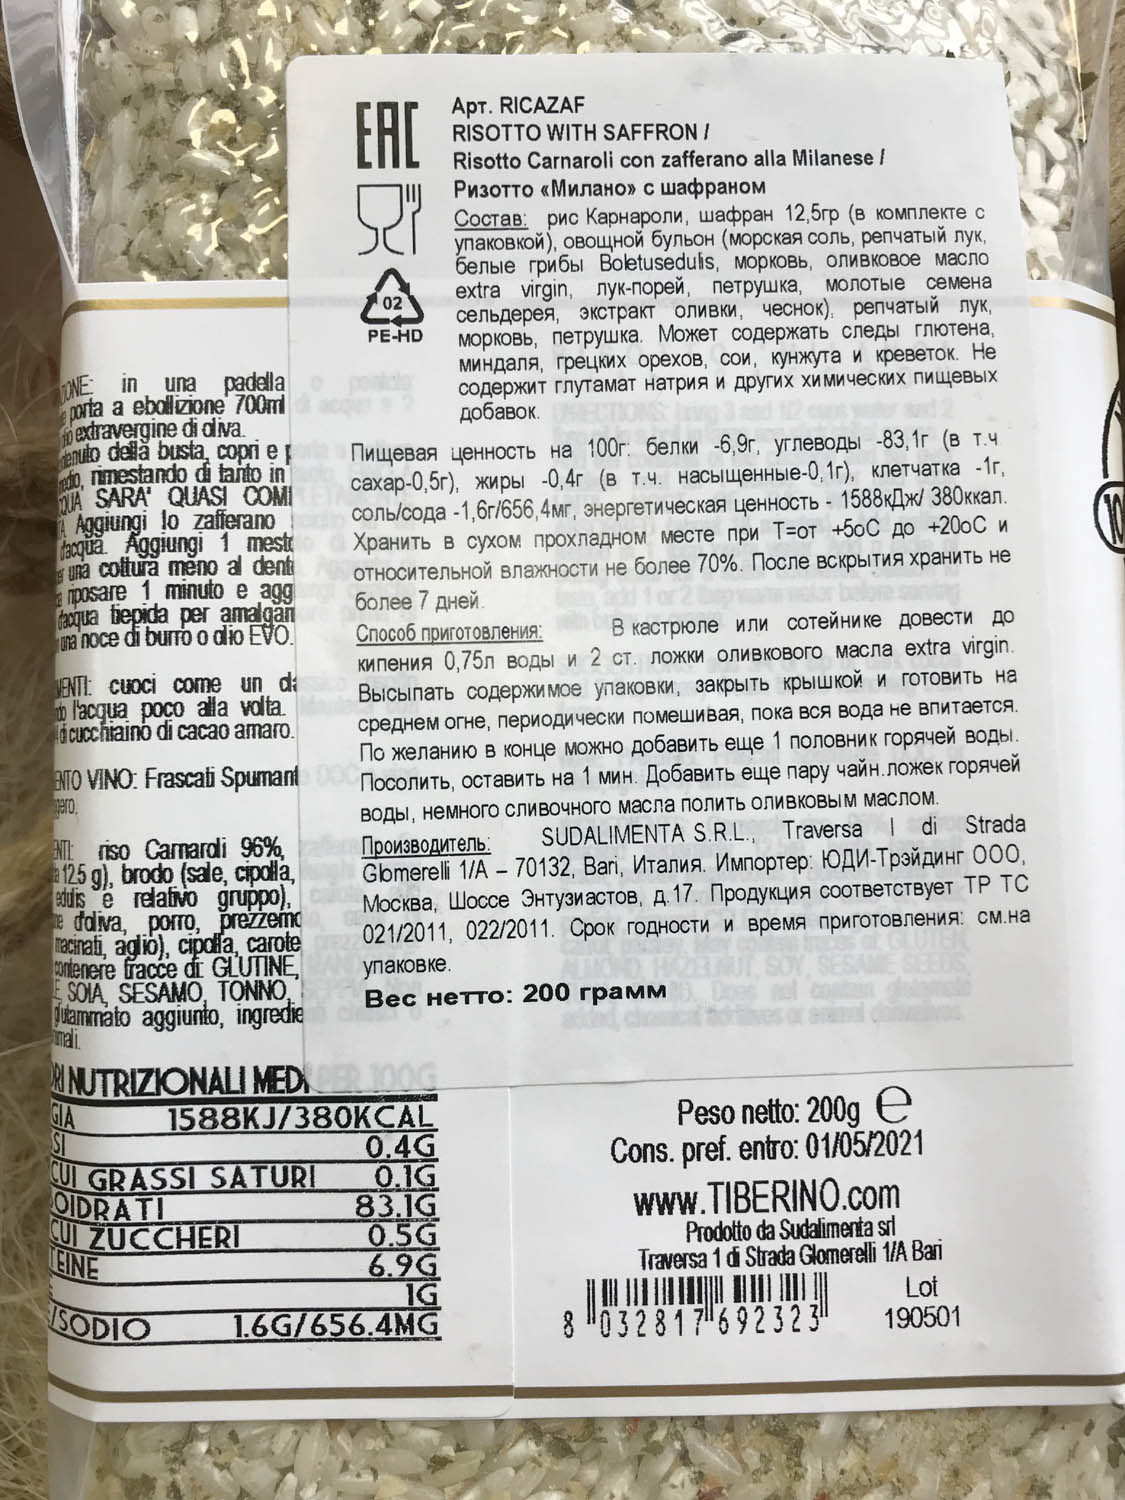 EAC
Арт. RICAZAF
RISOTTO WITH SAFFRON /
Risotto Carnaroli con zafferano alla Milanese /
Ризотто «Милано» с шафраном
Состав: рис Карнароли, шафран 12,5гр (в комплекте с
упаковкой), овощной бульон (морская соль, репчатый лук,
белые грибы Boletusedulis, морковь, оливковое масло
extra virgin, лук-порей, петрушка, молотые семена
сельдерея, экстракт оливки, чеснок), репчатый лук,
морковь, петрушка. Может содержать следы глютена,
миндаля, грецких орехов, сои, кунжута и креветок. Не
содержит глутамат натрия и других химических пищевых
добавок.
02
PE-HD
Пищевая ценность на 100г: белки -6,9г, углеводы -83,1г (в т.ч
сахар-0,5г), жиры -0,4г (в т.ч. насыщенные-0,1г), клетчатка -1г,
соль/сода -1,6г/656,4мг, энергетическая ценность - 1588кДж/ 380ккал.
Хранить в сухом прохладном месте при Т=от +5оС до +20оС и
относительной влажности не более 70%. После вскрытия хранить не
более 7 дней.
Способ приготовления: В кастрюле или сотейнике довести до
кипения 0,75л воды и 2 ст. ложки оливкового масла extra virgin.
Высыпать содержимое упаковки, закрыть крышкой и готовить на
среднем огне, периодически помешивая, пока вся вода не впитается.
По желанию в конце можно добавить еще 1 половник горячей воды.
Посолить, оставить на 1 мин. Добавить еще пару чайн.ложек горячей
воды, немного сливочного масла полить оливковым маслом.
Производитель: SUDALIMENTA S.R.L., Traversa I di Strada
Glomerelli 1/A – 70132, Bari, Италия. Импортер: ЮДИ-Трэйдинг ООО,
Москва, Шоссе Энтузиастов, д.17. Продукция соответствует ТР ТС
021/2011, 022/2011. Срок годности и время приготовления: см.на
упаковке.
Вес нетто: 200 грамм
in una padella
porta a ebollizione 700ml
extravergine di oliva.
della busta, copri e
rimestando di tanto in
SARA' QUASI
Aggiungi lo zafferano
d'acqua. Aggiungi 1
una cottura meno al
riposare 1 minuto e
d'acqua tiepida per
una noce di burro o olio EVO.
cuoci come un
l'acqua poco alla volta.
di cucchiaino di cacao amaro.
VINO: Frascati
riso Carnaroli 96%,
12.5 g), brodo (sale, cipolla,
edulis e relativo gruppo),
d'oliva, porro,
macinati, aglio), cipolla, carote
contenere tracce di: GLUTINE,
SOIA, SESAMO, TONNO,
glutammato aggiunto,
NUTRIZIONALI MEDI PER 100G
1588KJ/380KCAL
0.4G
CUI GRASSI SATURI 0.1G
83.1G
CUI ZUCCHERI 0.5G
6.9G
1G
/SODIO 1.6G/656.4MG
Peso netto: 200g e
Cons. pref. entro: 01/05/2021
www.TIBERINO.com
Prodotto da Sudalimenta srl
Traversa 1 di Strada Glomerelli 1/A Bari
Lot
190501
8 032817 692323